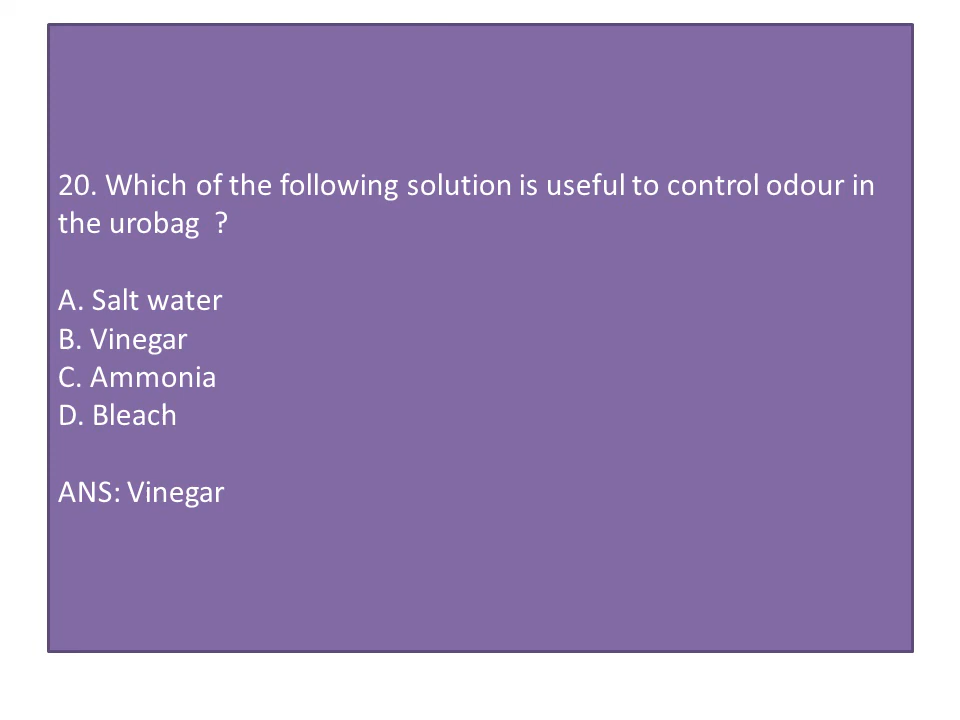 20. Which of the following solution is useful to control odour in
the urobag  ?
A. Salt water
B. Vinegar
C. Ammonia
D. Bleach
ANS: Vinegar